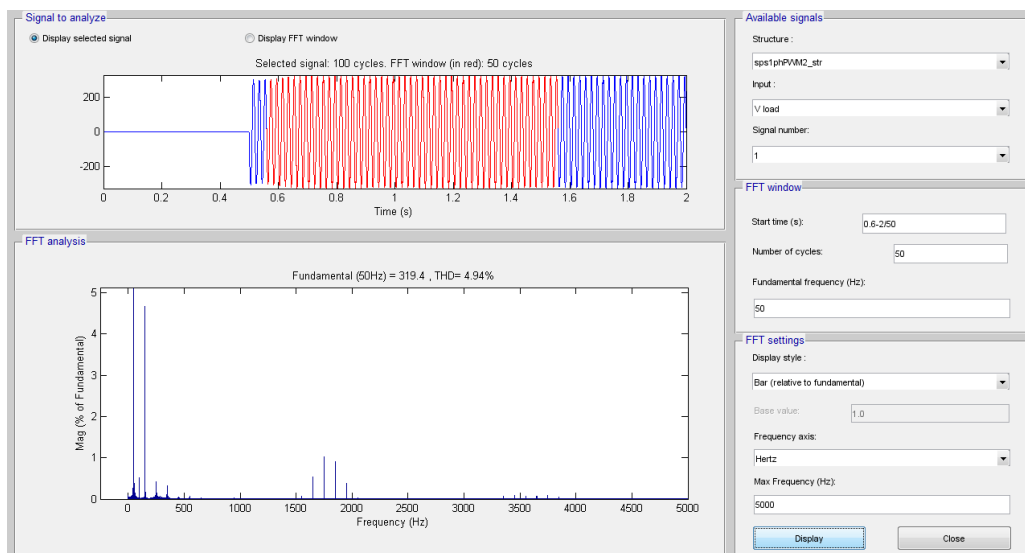 Signal to analyze
Display selected signal
Display FFT window
Selected signal: 100 cycles. FFT window (in red): 50 cycles
200
0
-200
0 0.2 0.4 0.6 0.8 1 1.2 1.4 1.6 1.8 2
Time (s)
FFT analysis
Fundamental (50Hz) = 319.4 , THD= 4.94%
5
4
3
2
1
0
Mag (% of Fundamental)
0 500 1000 1500 2000 2500 3000 3500 4000 4500 5000
Frequency (Hz)
Available signals
Structure :
sps1phPWM2_str
Input :
V load
Signal number:
1
FFT window
Start time (s):
0.6-2/50
Number of cycles:
50
Fundamental frequency (Hz):
50
FFT settings
Display style :
Bar (relative to fundamental)
Base value:
1.0
Frequency axis:
Hertz
Max Frequency (Hz):
5000
Display
Close